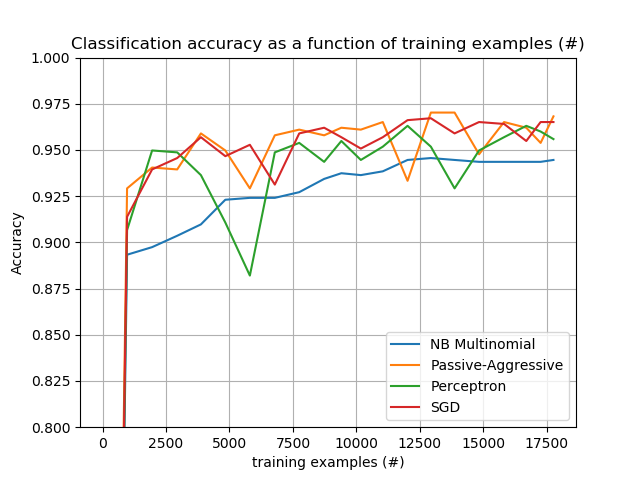 Classification accuracy as a function of training examples (#)
1.000
0.975
0.950
0.925
0.900
0.875
0.850
0.825
0.800
Accuracy
NB Multinomial
Passive-Aggressive
Perceptron
SGD
0 2500 5000 7500 10000 12500 15000 17500
training examples (#)